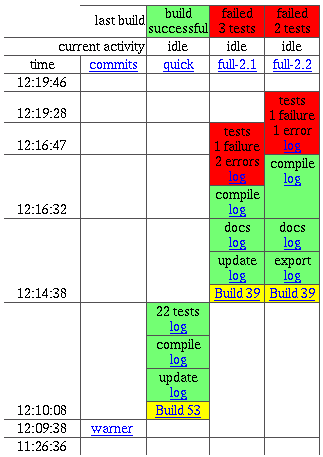 last build build successful failed 3 tests failed 2 tests
current activity idle idle idle
time commits quick full-2.1 full-2.2
12:19:46
12:19:28
tests
1 failure
1 error
log
12:16:47
tests
1 failure
2 errors
log
compile
log
12:16:32
compile
log
docs
log
docs
log
update
log
export
log
12:14:38
Build 39 Build 39
22 tests
log
compile
log
update
log
12:10:08
Build 53
12:09:38 warner
11:26:36